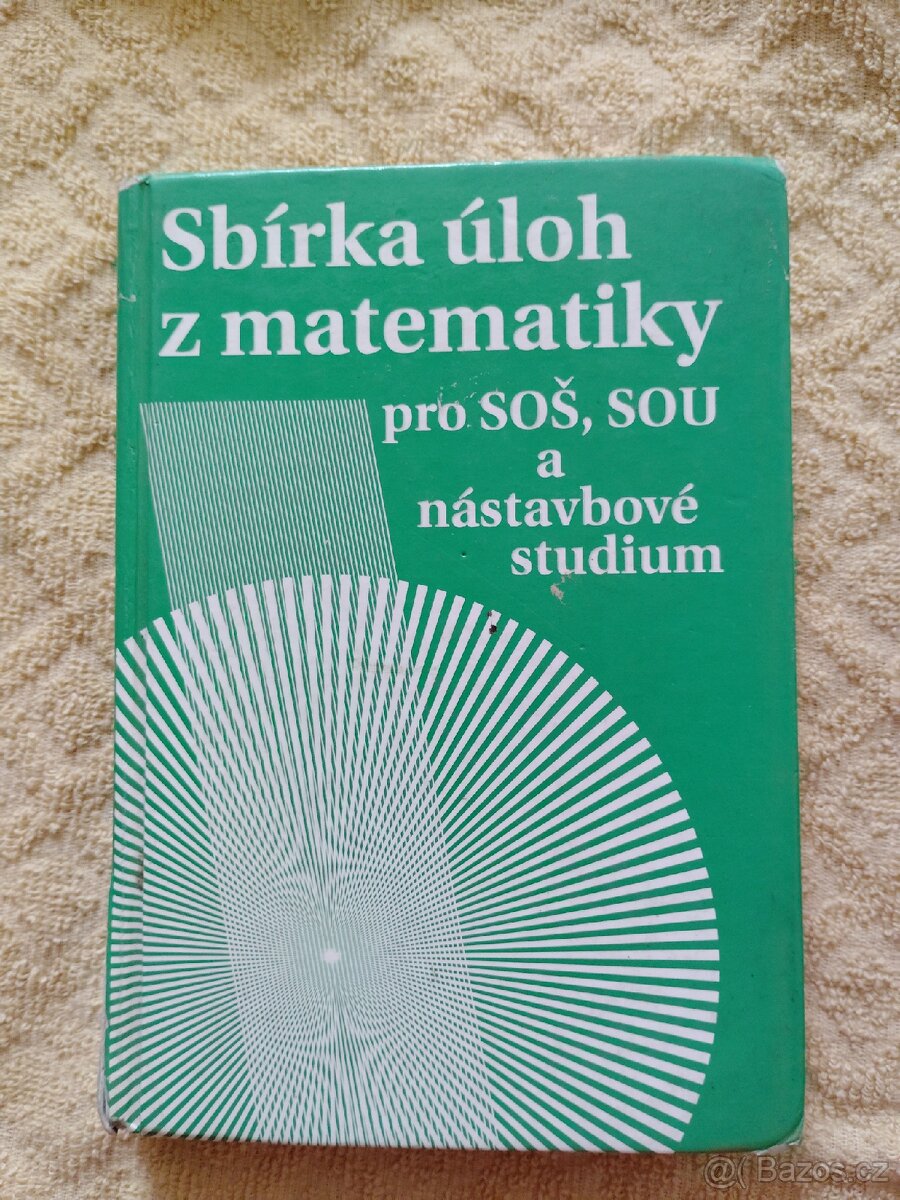 Sbírka úloh
z matematiky
pro SOŠ, SOU
a
nástavbové
studium
@( Bazos.cz